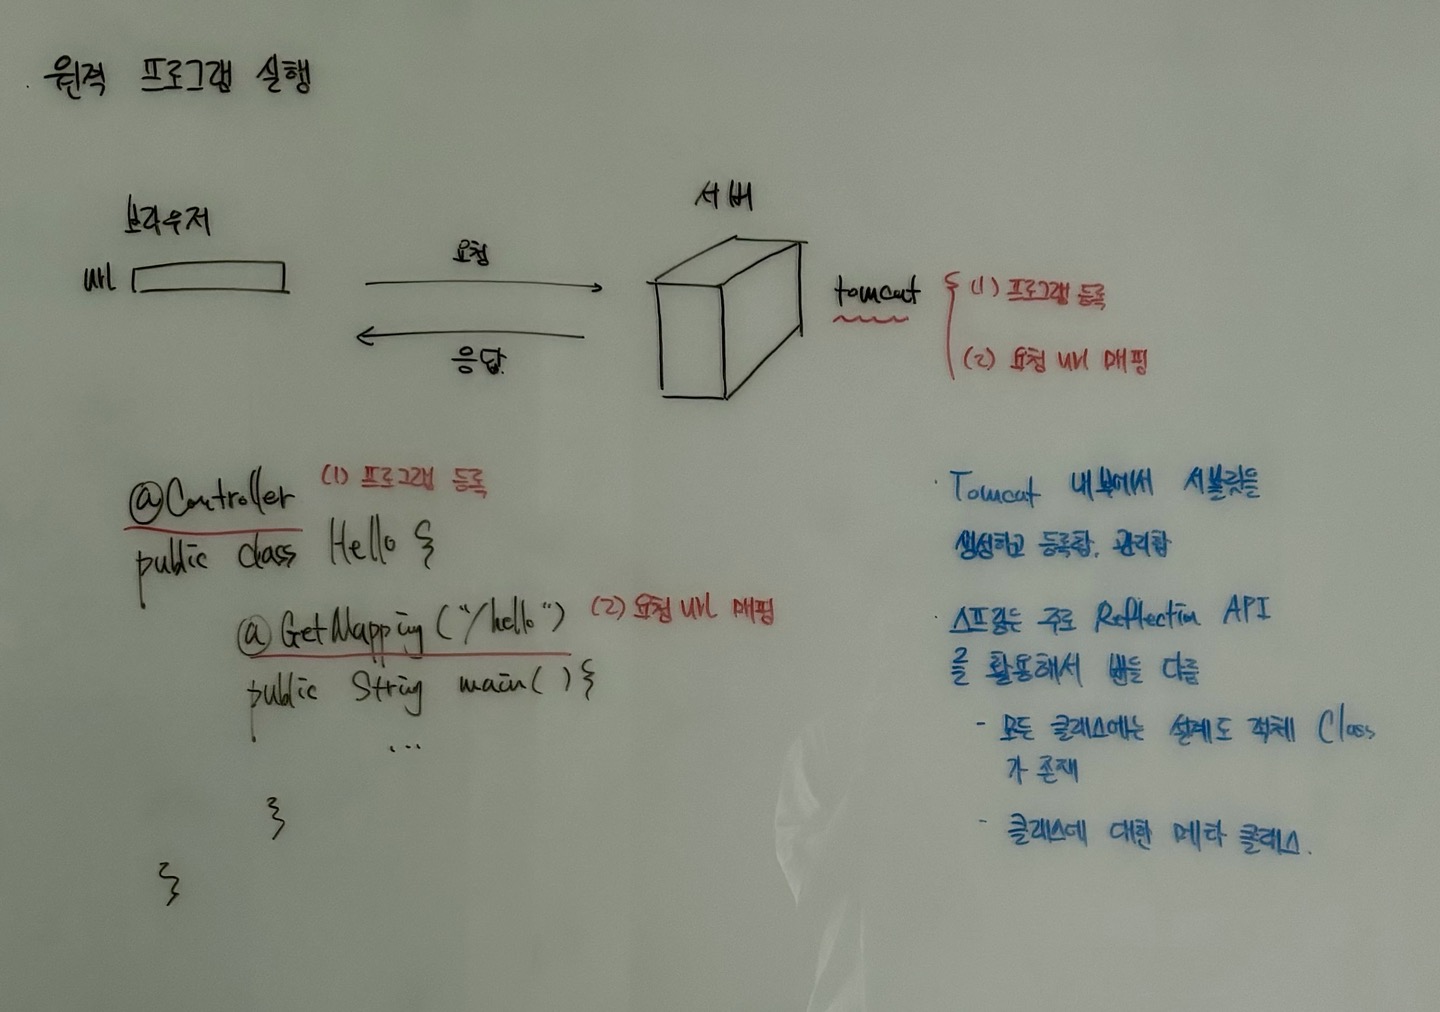 원격 프로그램 실행
브라우저
url
요청
응답.
서버
tomcat
(1) 프로그램 등록
(2) 요청 url 매핑
@Controller (1) 프로그램 등록
public class Hello {
@GetMapping ("/hello") (2) 요청 url 매핑
public String main() {
...
}
}
· Tomcat 내부에서 서블릿을
생성하고 등록함. 관리함
· 스프링는 주로 Reflection API
를 활용해서 빈들 다룸
- 모든 클래스에는 설계도 객체 Class
가 존재
- 클래스에 대한 메타 클래스.